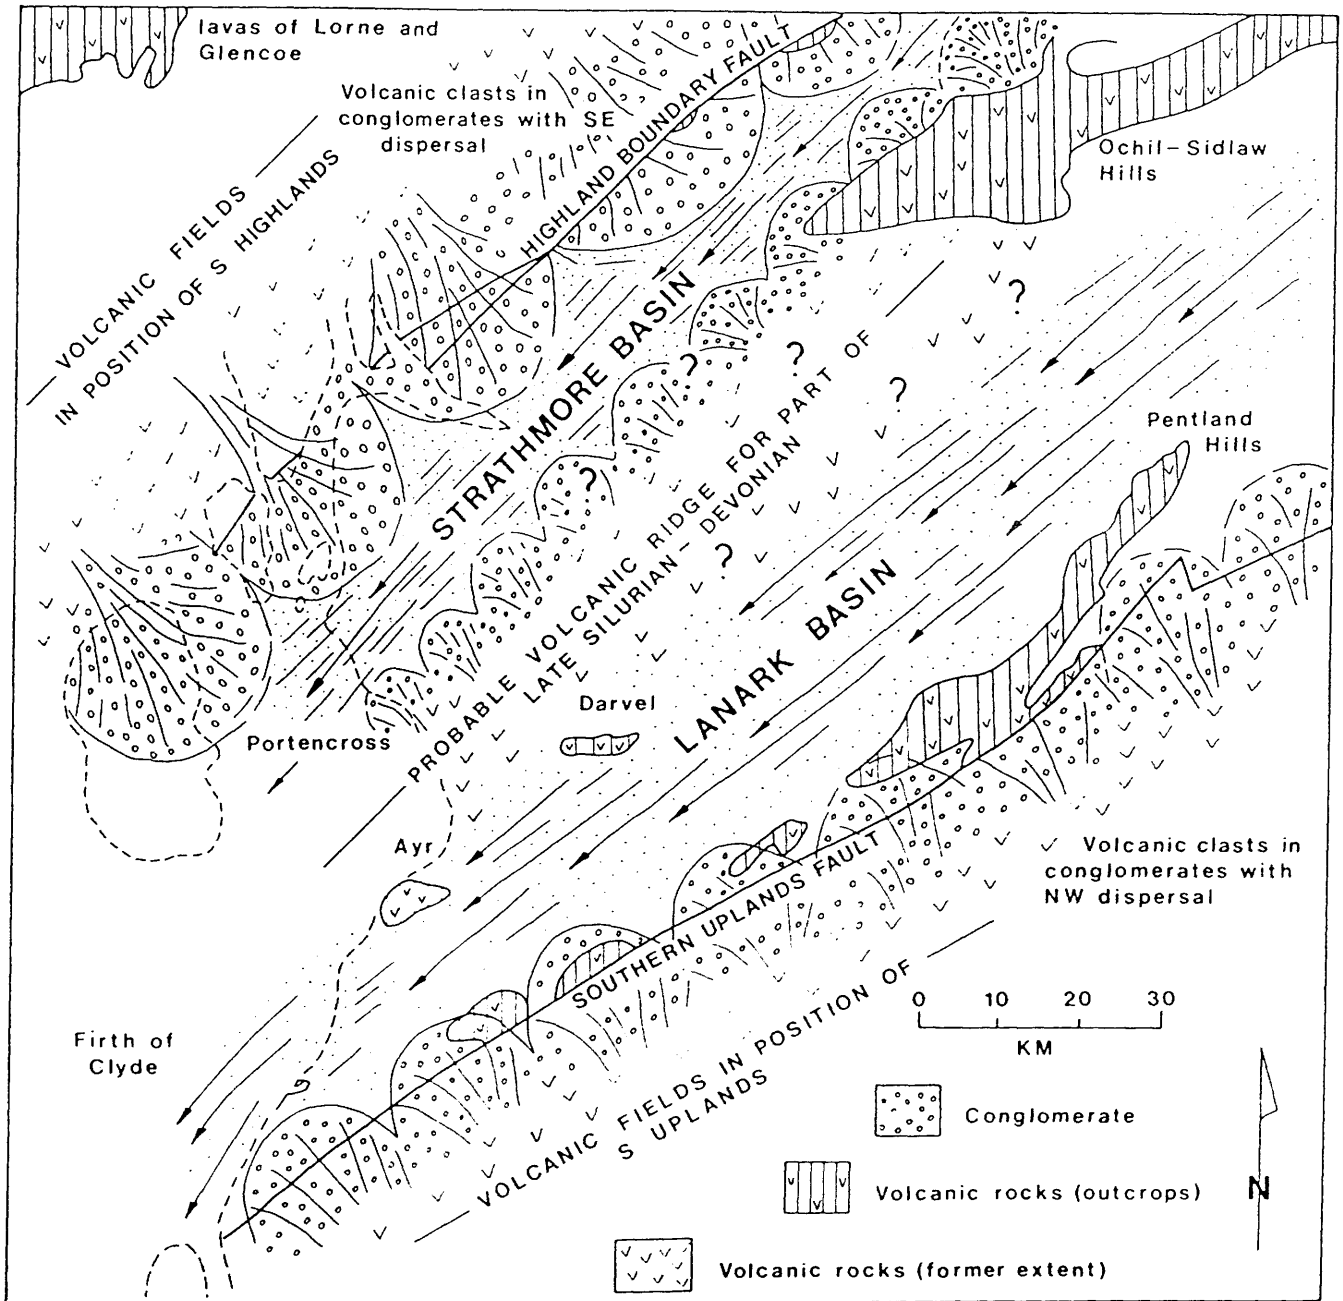 lavas of Lorne and
Glencoe
Volcanic clasts in
conglomerates with SE
dispersal
HIGHLAND BOUNDARY FAULT
Ochil-Sidlaw
Hills
VOLCANIC FIELDS
IN POSITION OF S HIGHLANDS
STRATHMORE BASIN
?
?
?
?
?
?
PROBABLE VOLCANIC RIDGE FOR PART OF
LATE SILURIAN-DEVONIAN
Pentland
Hills
LANARK BASIN
Darvel
Portencross
Ayr
SOUTHERN UPLANDS FAULT
Volcanic clasts in
conglomerates with
NW dispersal
VOLCANIC FIELDS IN POSITION OF
S UPLANDS
Firth of
Clyde
0 10 20 30
KM
Conglomerate
Volcanic rocks (outcrops)
Volcanic rocks (former extent)
N